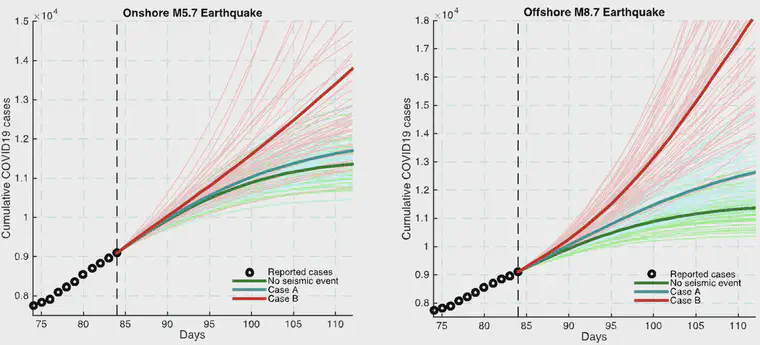 Onshore M5.7 Earthquake
×10⁴
1.5
1.4
1.3
1.2
1.1
1
0.9
0.8
Cumulative COVID19 cases
75 80 85 90 95 100 105 110
Days
Reported cases
No seismic event
Case A
Case B
Offshore M8.7 Earthquake
×10⁴
1.8
1.7
1.6
1.5
1.4
1.3
1.2
1.1
1
0.9
0.8
Cumulative COVID19 cases
75 80 85 90 95 100 105 110
Days
Reported cases
No seismic event
Case A
Case B